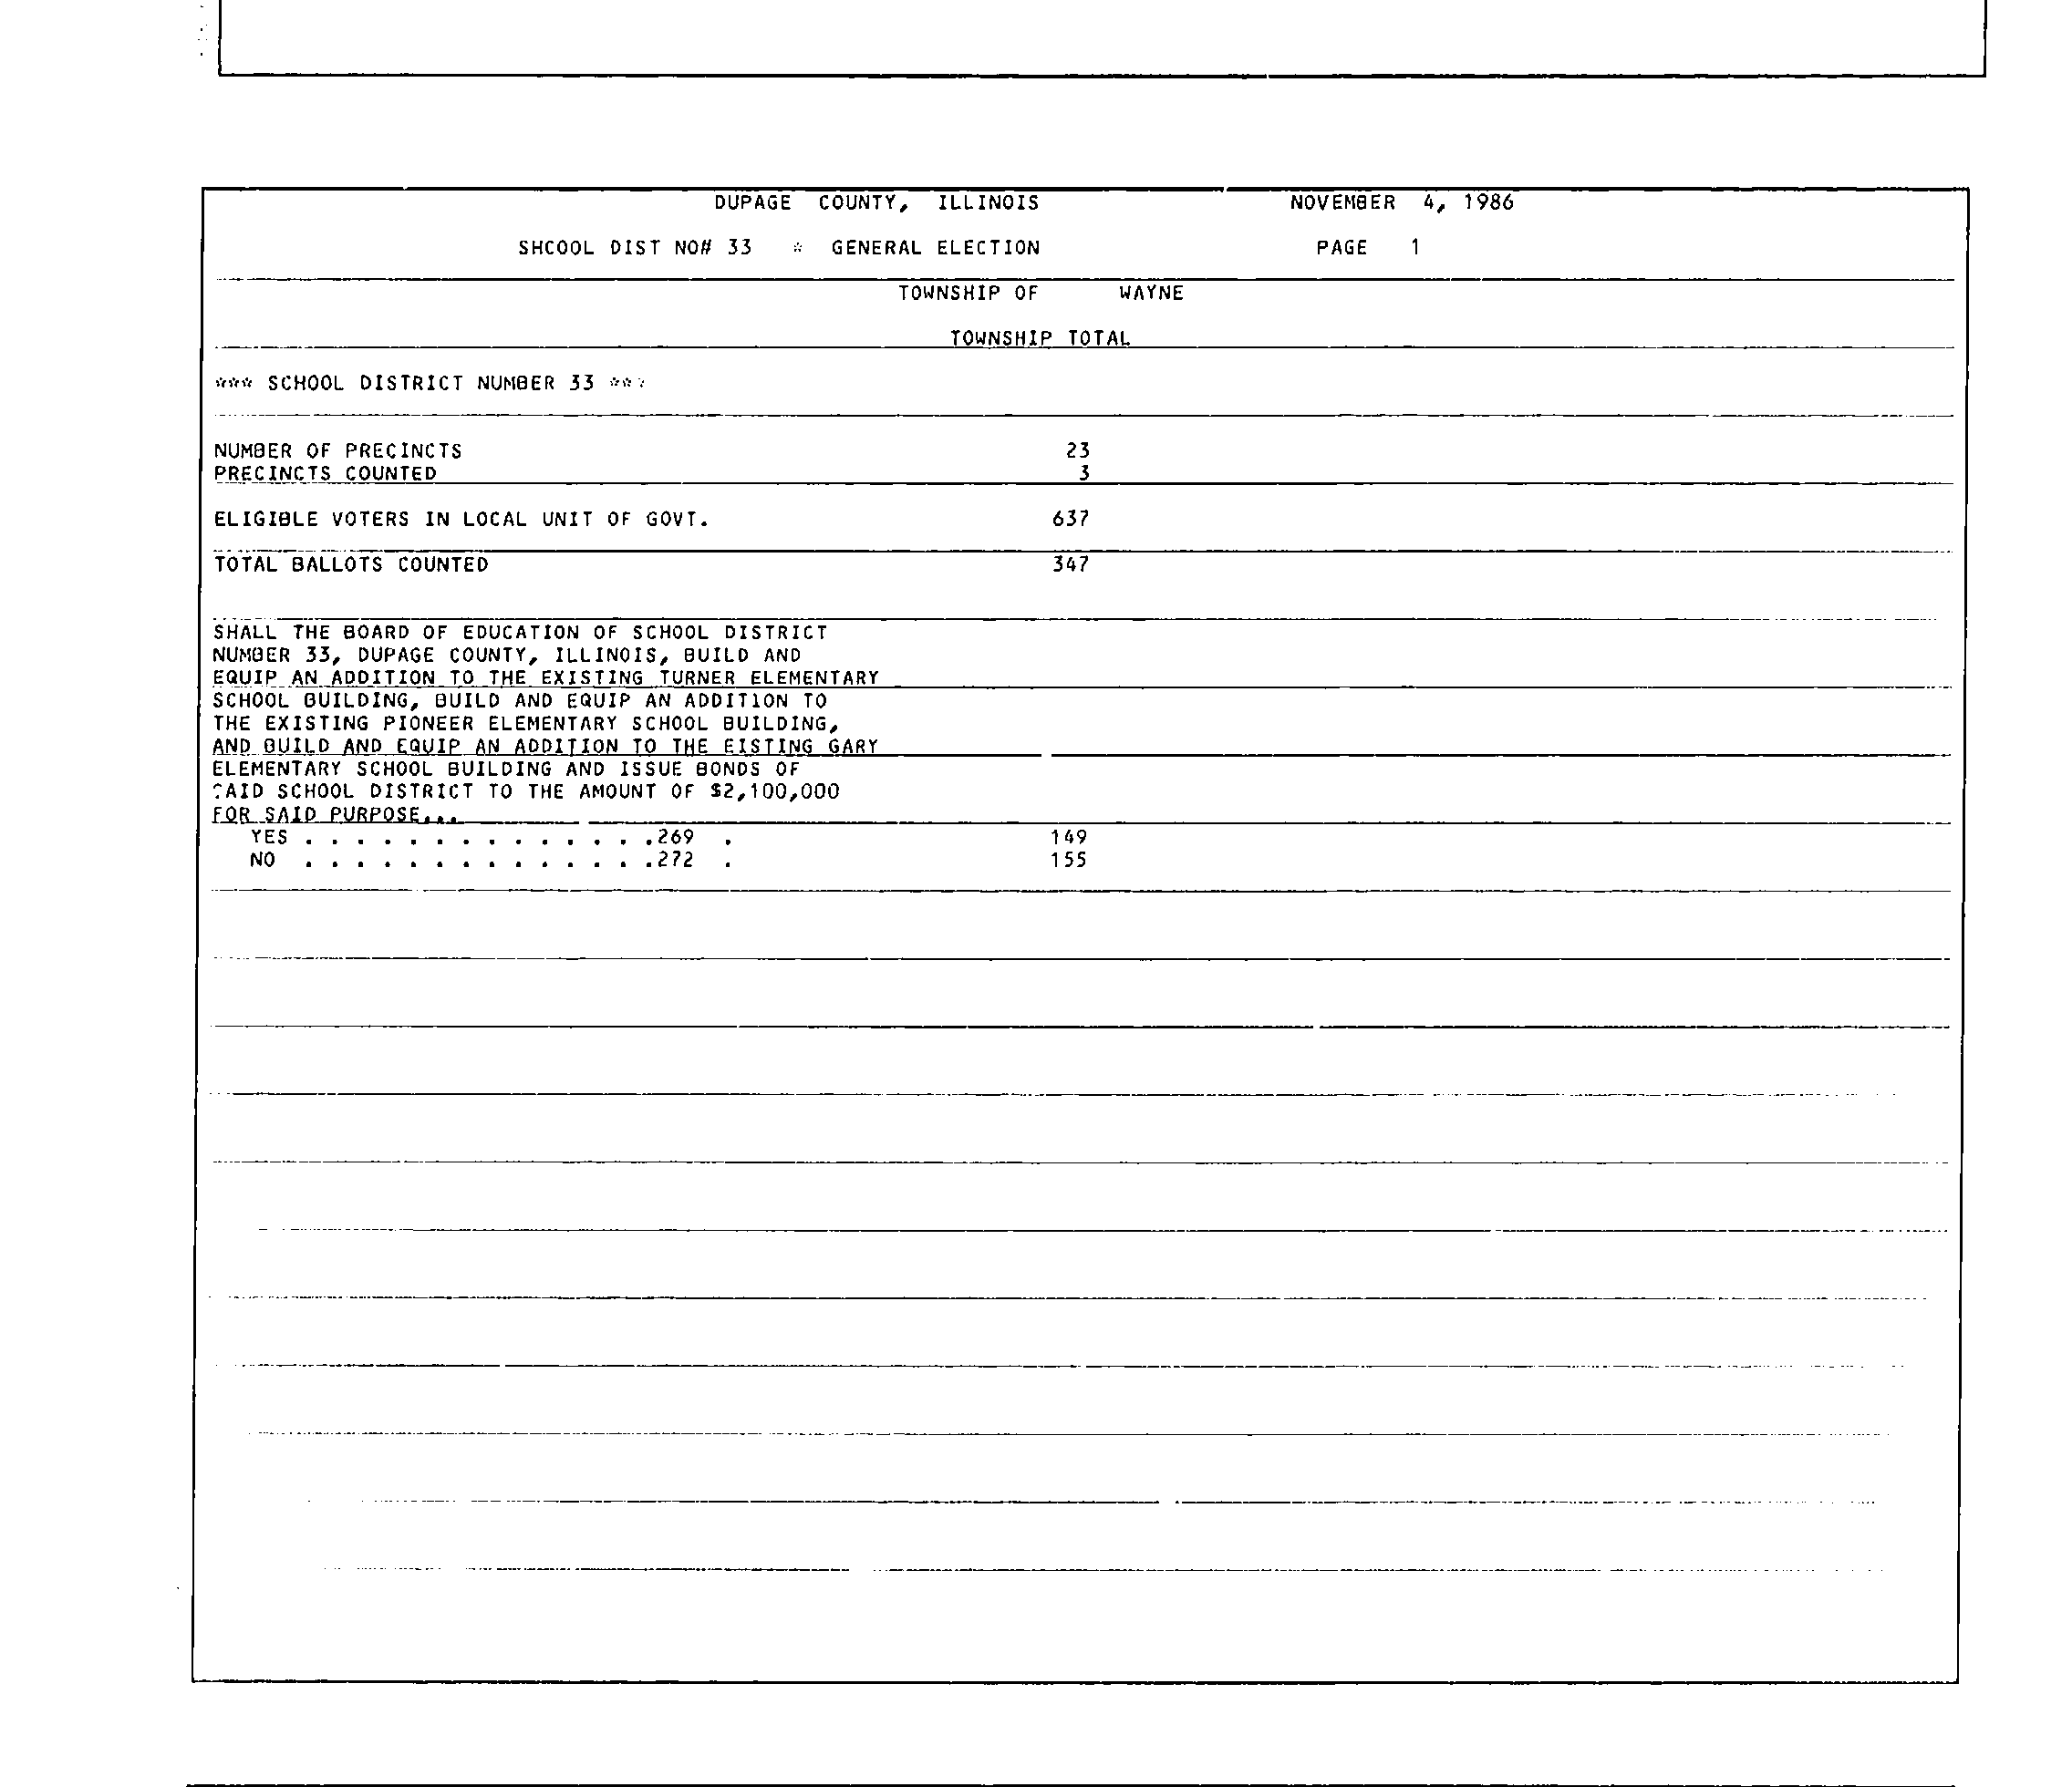 DUPAGE COUNTY, ILLINOIS NOVEMBER 4, 1986
SHCOOL DIST NO# 33 * GENERAL ELECTION PAGE 1
TOWNSHIP OF WAYNE
TOWNSHIP TOTAL
*** SCHOOL DISTRICT NUMBER 33 ***
NUMBER OF PRECINCTS 23
PRECINCTS COUNTED 3
ELIGIBLE VOTERS IN LOCAL UNIT OF GOVT. 637
TOTAL BALLOTS COUNTED 347
SHALL THE BOARD OF EDUCATION OF SCHOOL DISTRICT
NUMBER 33, DUPAGE COUNTY, ILLINOIS, BUILD AND
EQUIP AN ADDITION TO THE EXISTING TURNER ELEMENTARY
SCHOOL BUILDING, BUILD AND EQUIP AN ADDITION TO
THE EXISTING PIONEER ELEMENTARY SCHOOL BUILDING,
AND BUILD AND EQUIP AN ADDITION TO THE EISTING GARY
ELEMENTARY SCHOOL BUILDING AND ISSUE BONDS OF
SAID SCHOOL DISTRICT TO THE AMOUNT OF $2,100,000
FOR SAID PURPOSE...
YES . . . . . . . . . . . . . .269 . 149
NO . . . . . . . . . . . . . .272 . 155